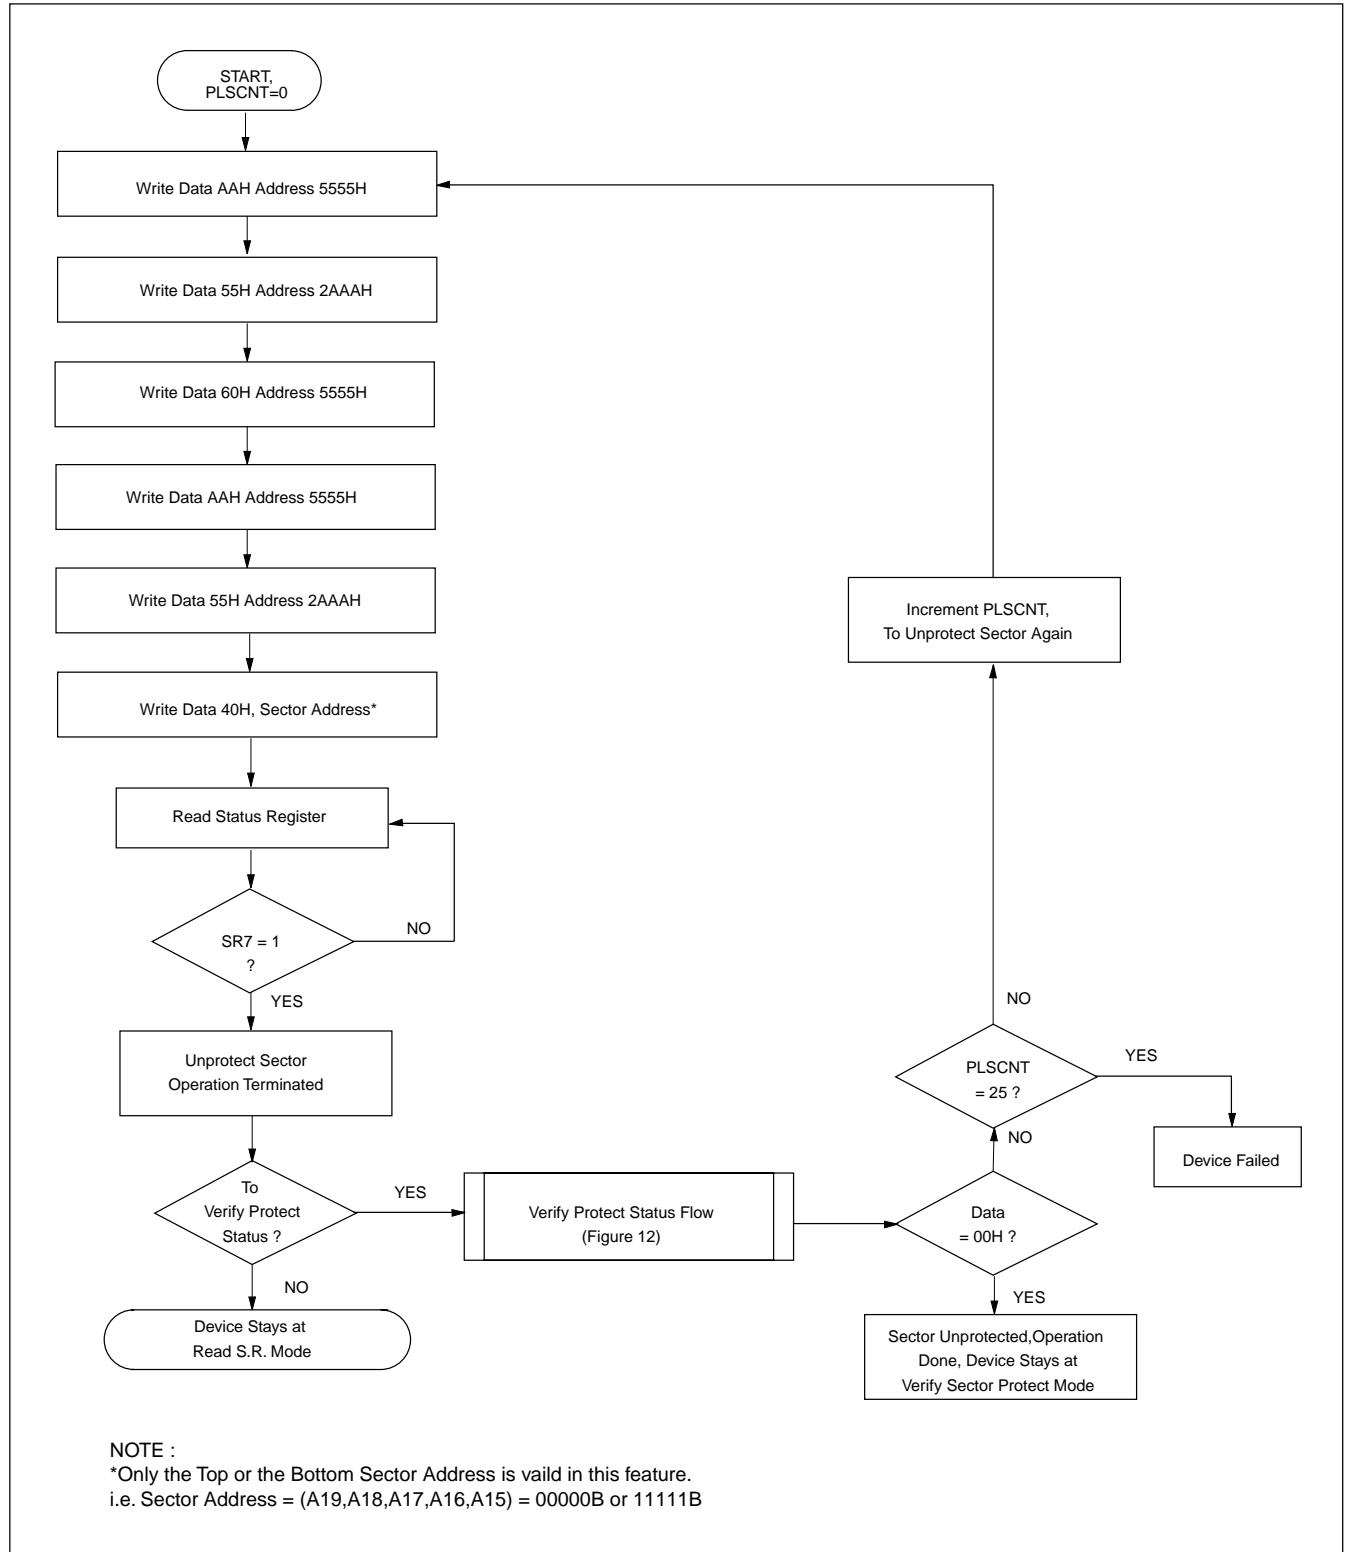 START,
PLSCNT=0
Write Data AAH Address 5555H
Write Data 55H Address 2AAAH
Write Data 60H Address 5555H
Write Data AAH Address 5555H
Write Data 55H Address 2AAAH
Write Data 40H, Sector Address*
Read Status Register
SR7 = 1
?
NO
YES
Unprotect Sector
Operation Terminated
To
Verify Protect
Status ?
YES
NO
Device Stays at
Read S.R. Mode
Verify Protect Status Flow
(Figure 12)
Data
= 00H ?
YES
Sector Unprotected,Operation
Done, Device Stays at
Verify Sector Protect Mode
NO
PLSCNT
= 25 ?
YES
Device Failed
NO
Increment PLSCNT,
To Unprotect Sector Again
NOTE :
*Only the Top or the Bottom Sector Address is vaild in this feature.
i.e. Sector Address = (A19,A18,A17,A16,A15) = 00000B or 11111B